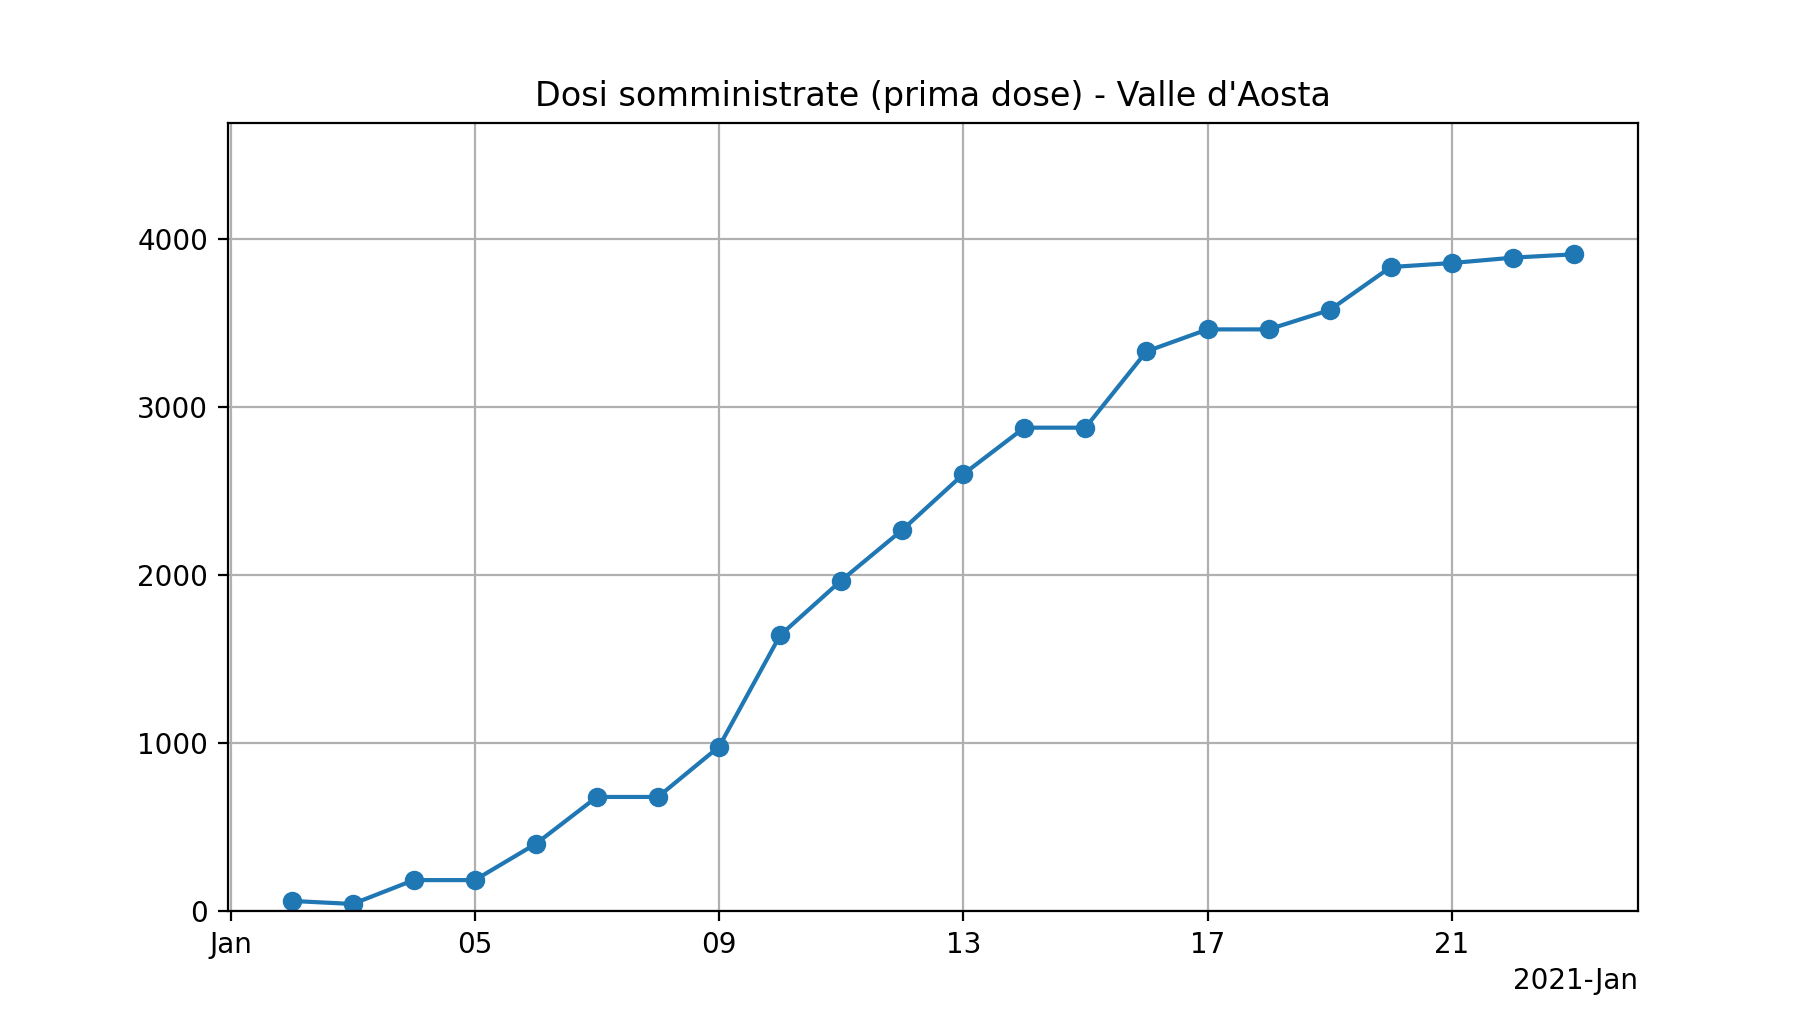 Dosi somministrate (prima dose) - Valle d'Aosta
4000
3000
2000
1000
0
Jan 05 09 13 17 21
2021-Jan